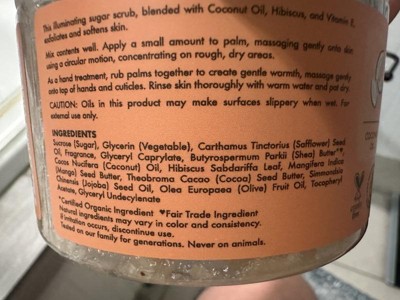 This illuminating sugar scrub, blended with Coconut Oil, Hibiscus, and Vitamin E,
exfoliates and softens skin.
Mix contents well. Apply a small amount to palm, massaging gently onto skin
using a circular motion, concentrating on rough, dry areas.
As a hand treatment, rub palms together to create gentle warmth, massage gently
onto top of hands and cuticles. Rinse skin thoroughly with warm water and pat dry.
CAUTION: Oils in this product may make surfaces slippery when wet. For
external use only.
INGREDIENTS
Sucrose (Sugar), Glycerin (Vegetable), Carthamus Tinctorius (Safflower) Seed
Oil, Fragrance, Glyceryl Caprylate, Butyrospermum Parkii (Shea) Butter*♥,
Cocos Nucifera (Coconut) Oil, Hibiscus Sabdariffa Leaf, Mangifera Indica
(Mango) Seed Butter, Theobroma Cacao (Cocoa) Seed Butter, Simmondsia
Chinensis (Jojoba) Seed Oil, Olea Europaea (Olive) Fruit Oil, Tocopheryl
Acetate, Glyceryl Undecylenate
*Certified Organic Ingredient ♥Fair Trade Ingredient
Natural ingredients may vary in color and consistency.
If irritation occurs, discontinue use.
Tested on our family for generations. Never on animals.